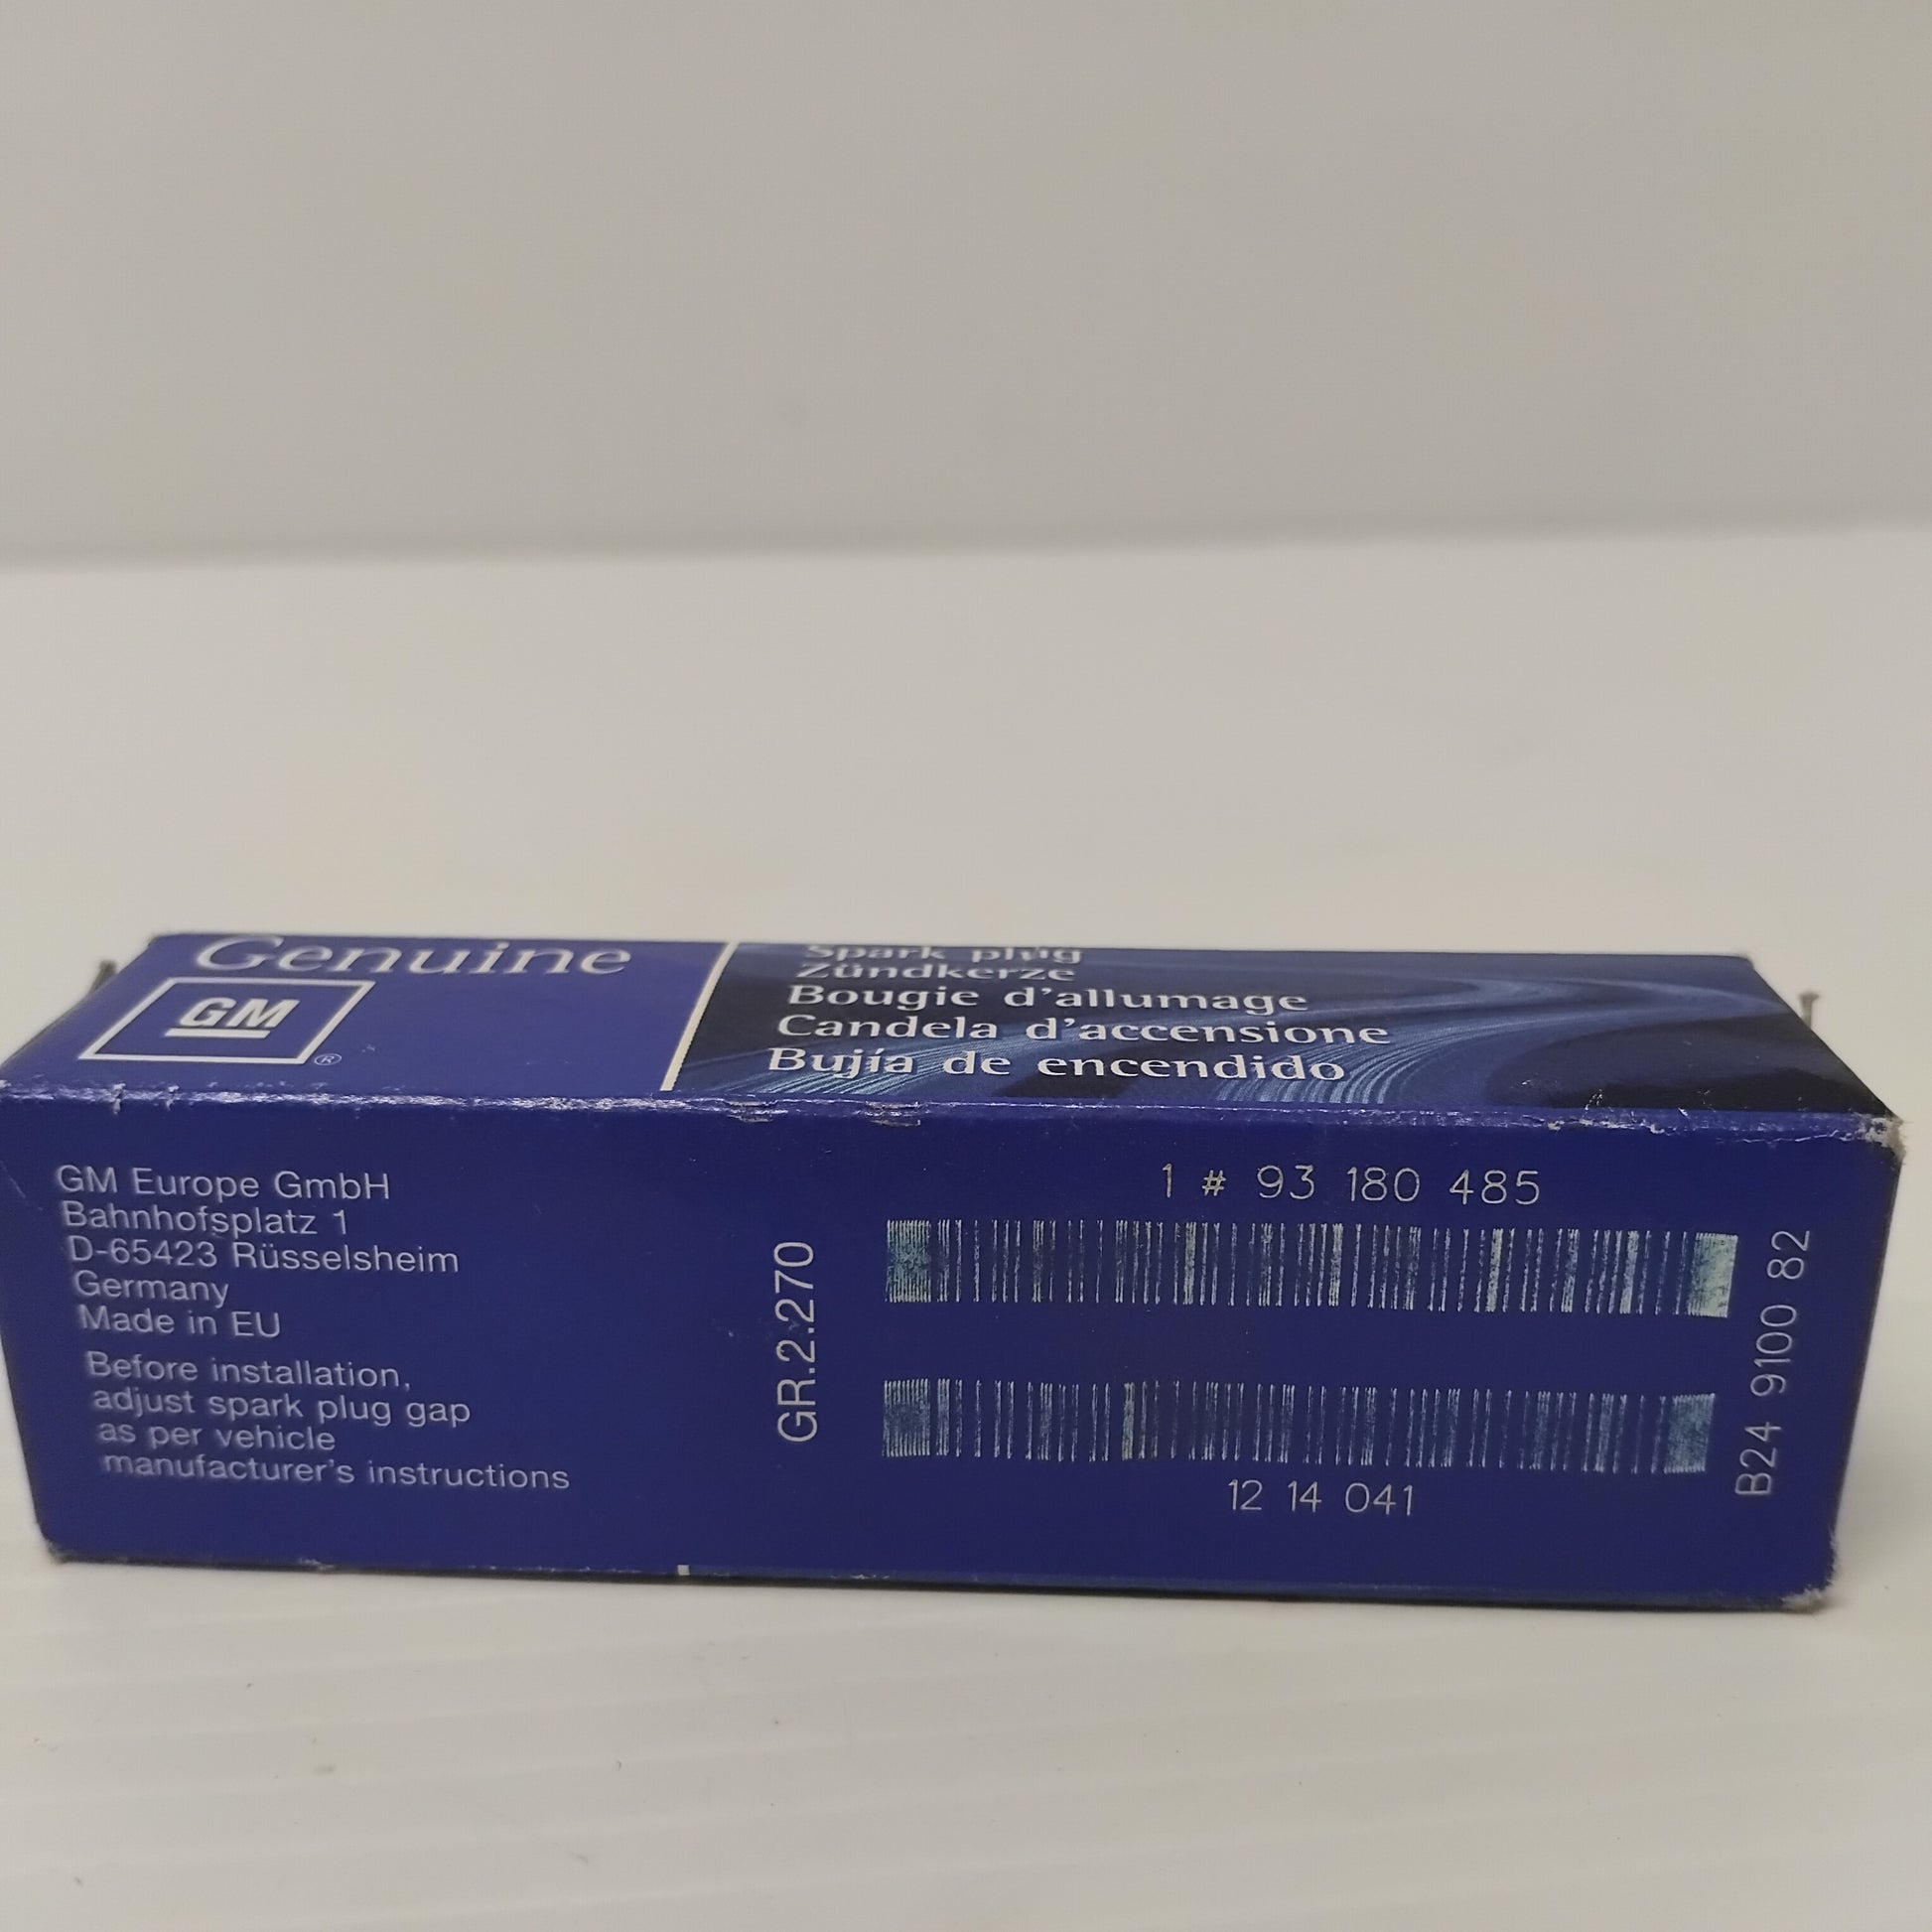 Genuine
GM ®
Spark plug
Zündkerze
Bougie d'allumage
Candela d'accensione
Bujía de encendido
GM Europe GmbH
Bahnhofsplatz 1
D-65423 Rüsselsheim
Germany
Made in EU
Before installation,
adjust spark plug gap
as per vehicle
manufacturer's instructions
GR.2.270
1 # 93 180 485
12 14 041
B24 9100 82